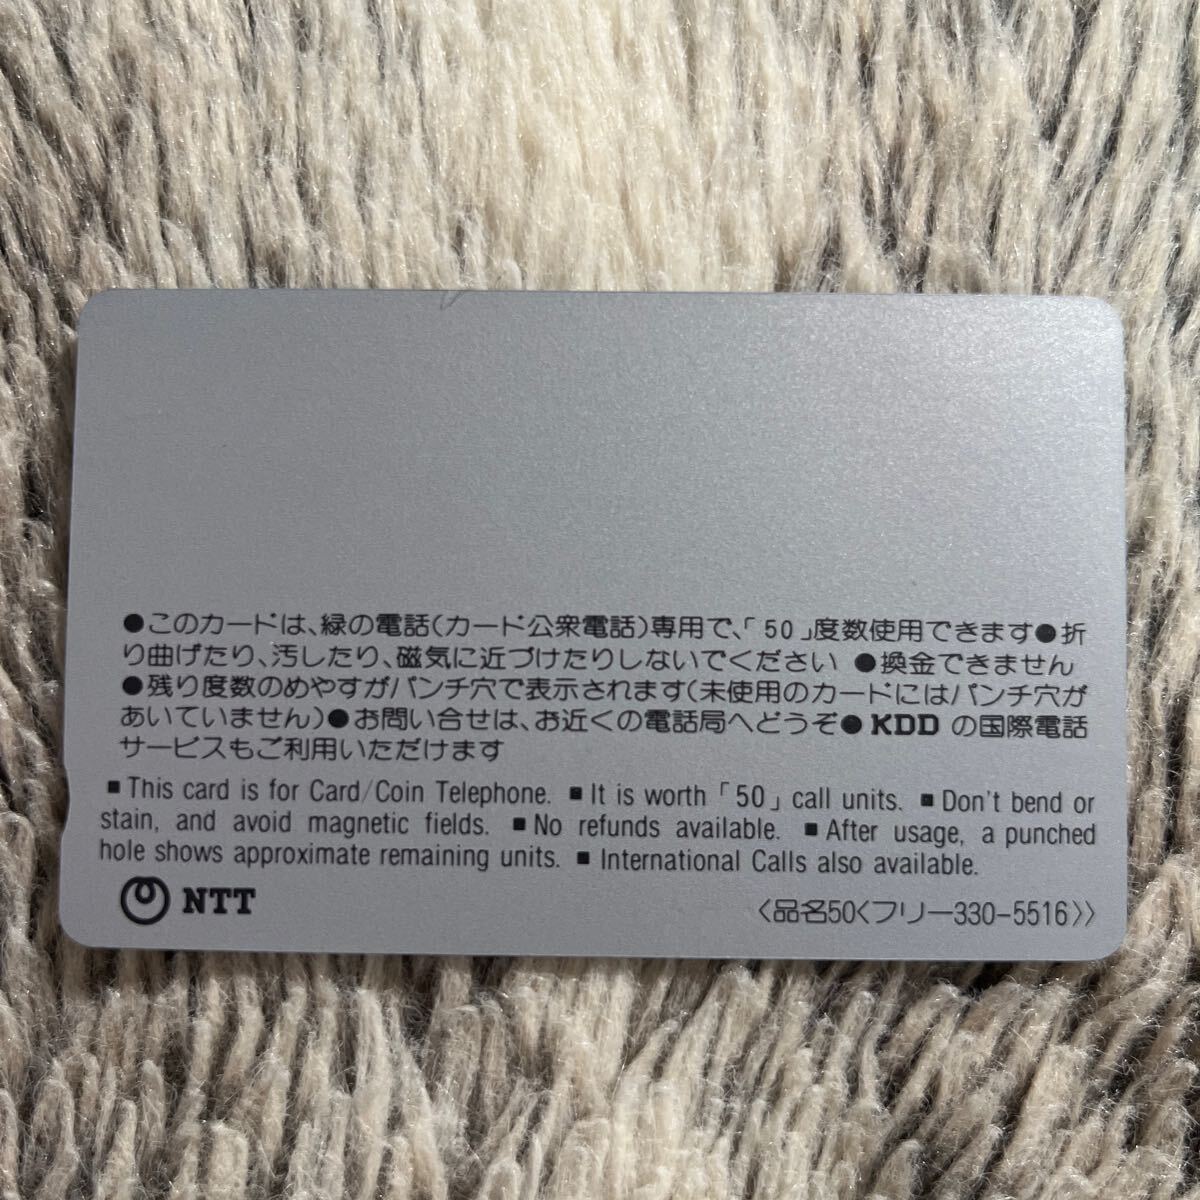 ●このカードは、緑の電話(カード公衆電話)専用で、「50」度数使用できます●折
り曲げたり、汚したり、磁気に近づけたりしないでください ●換金できません
●残り度数のめやすがパンチ穴で表示されます(未使用のカードにはパンチ穴が
あいていません)●お問い合せは、お近くの電話局へどうぞ●KDDの国際電話
サービスもご利用いただけます
■This card is for Card/Coin Telephone. ■It is worth「50」call units. ■Don't bend or
stain, and avoid magnetic fields. ■No refunds available. ■After usage, a punched
hole shows approximate remaining units. ■International Calls also available.
NTT
〈品名50〈フリー330-5516〉〉